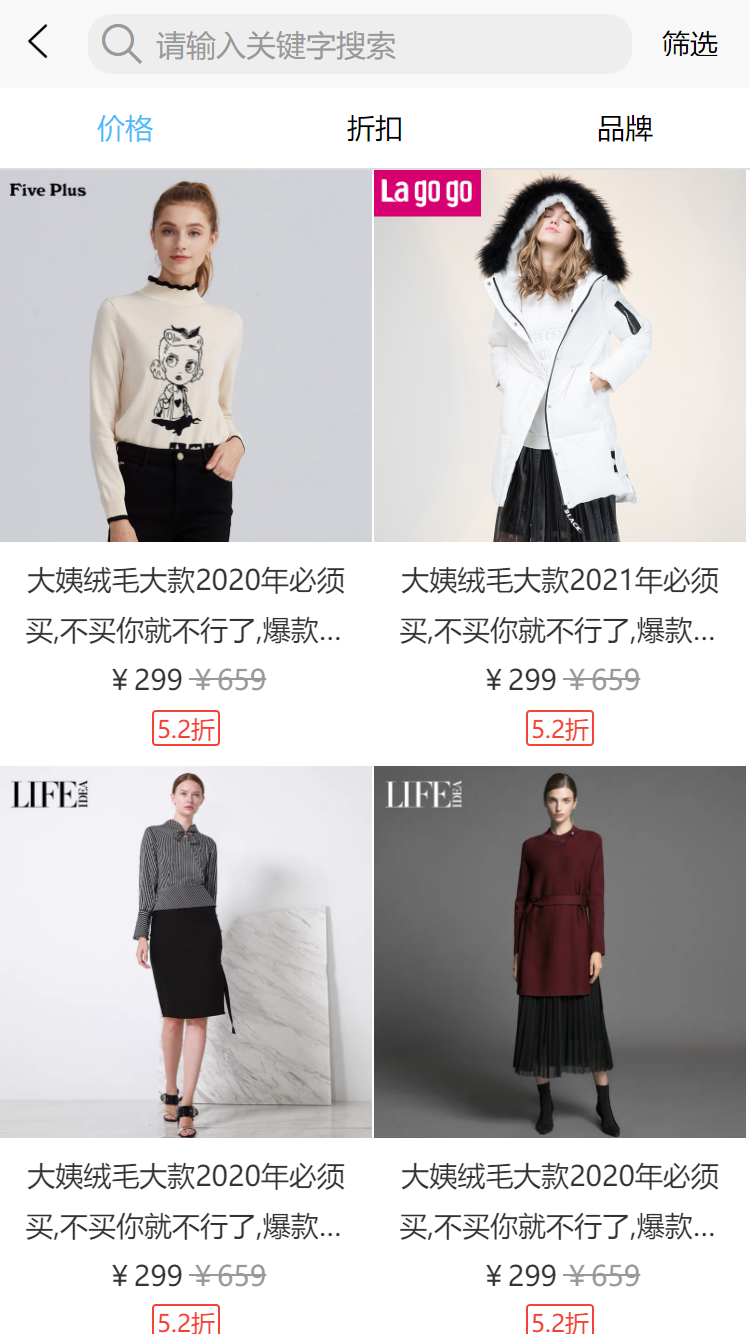 请输入关键字搜索
筛选
价格
折扣
品牌
Five Plus
La go go
BLACK
大姨绒毛大款2020年必须
买,不买你就不行了,爆款...
¥299 ¥659
5.2折
大姨绒毛大款2021年必须
买,不买你就不行了,爆款...
¥299 ¥659
5.2折
LIFE IDEA
LIFE IDEA
大姨绒毛大款2020年必须
买,不买你就不行了,爆款...
¥299 ¥659
5.2折
大姨绒毛大款2020年必须
买,不买你就不行了,爆款...
¥299 ¥659
5.2折